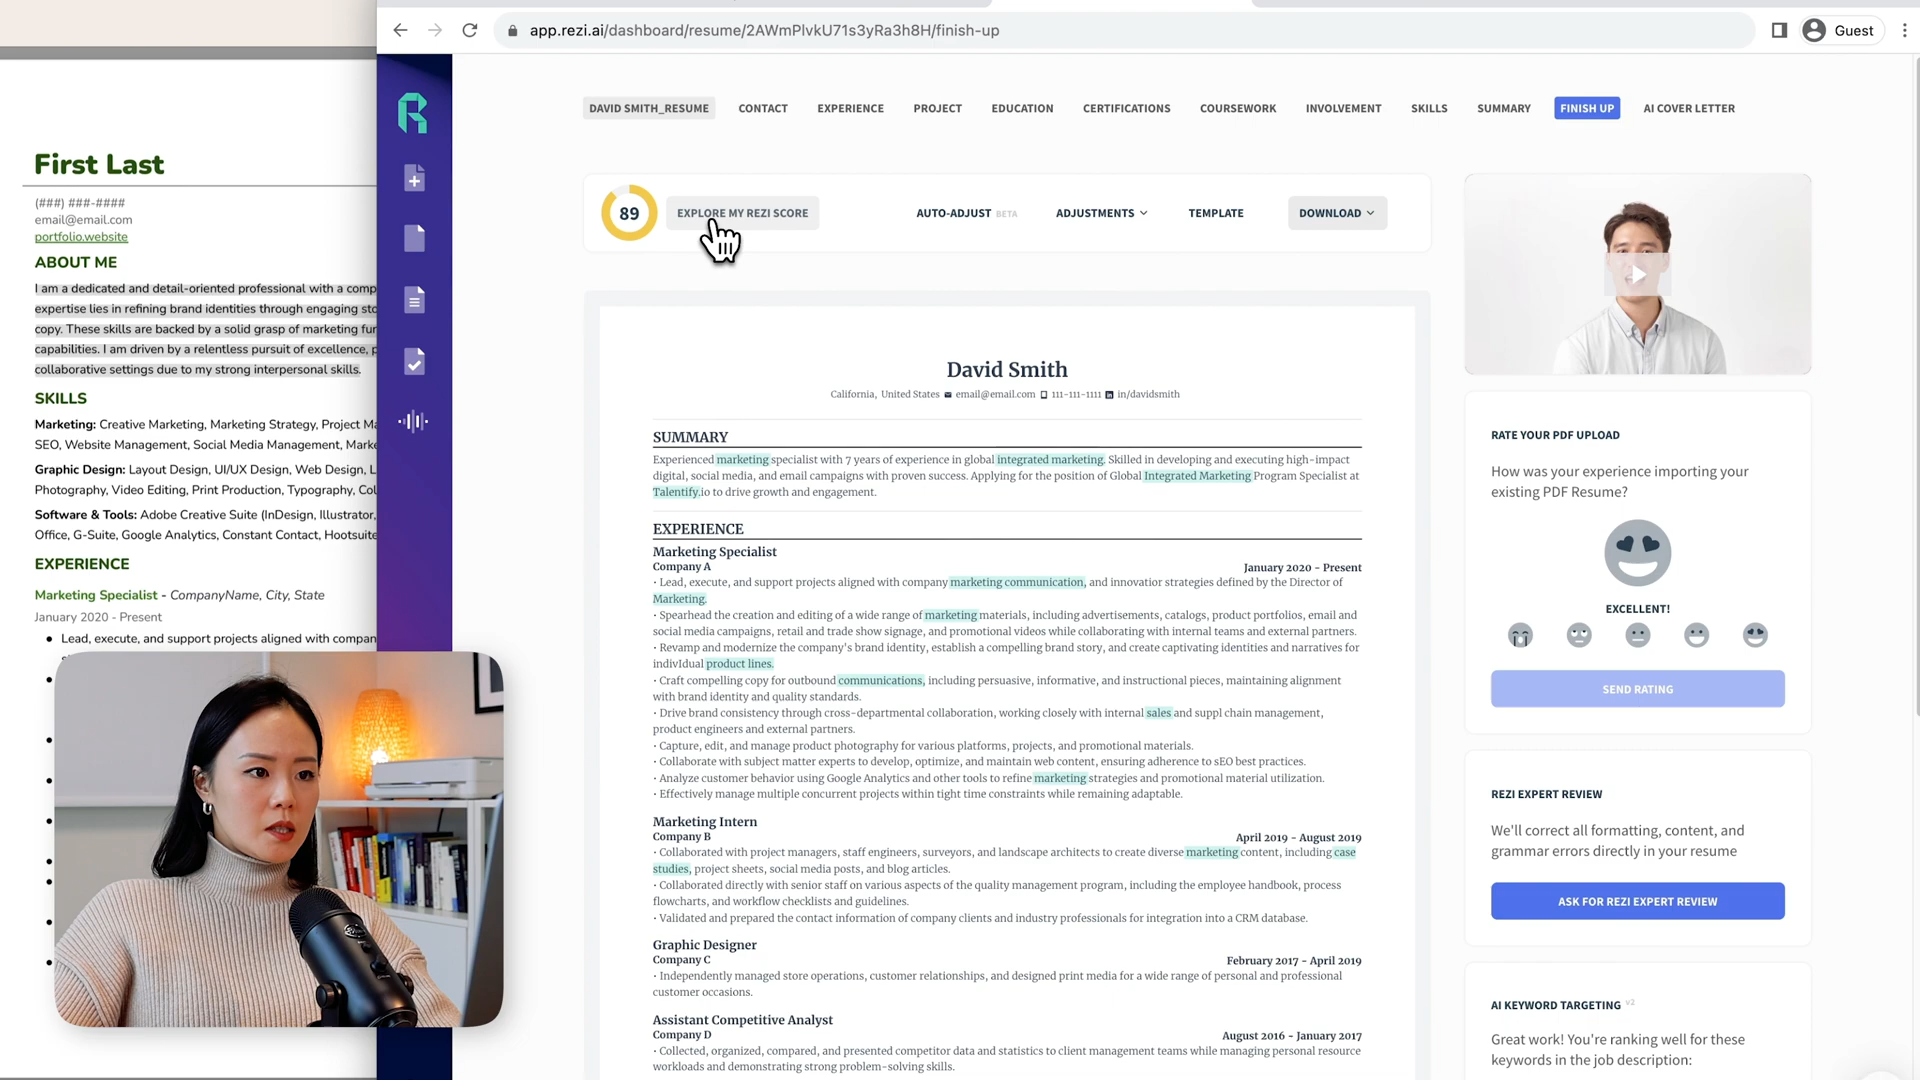 app.rezi.ai/dashboard/resume/2AWmPlvkU71s3yRa3h8H/finish-up
Guest
First Last
(###) ###-####
email@email.com
portfolio.website
ABOUT ME
I am a dedicated and detail-oriented professional with a comp
expertise lies in refining brand identities through engaging sto
copy. These skills are backed by a solid grasp of marketing fur
capabilities. I am driven by a relentless pursuit of excellence, p
collaborative settings due to my strong interpersonal skills.
SKILLS
Marketing: Creative Marketing, Marketing Strategy, Project Ma
SEO, Website Management, Social Media Management, Marke
Graphic Design: Layout Design, UI/UX Design, Web Design, L
Photography, Video Editing, Print Production, Typography, Col
Software & Tools: Adobe Creative Suite (InDesign, Illustrator,
Office, G-Suite, Google Analytics, Constant Contact, Hootsuite
EXPERIENCE
Marketing Specialist - CompanyName, City, State
January 2020 - Present
• Lead, execute, and support projects aligned with compan
DAVID SMITH_RESUME CONTACT EXPERIENCE PROJECT EDUCATION CERTIFICATIONS COURSEWORK INVOLVEMENT SKILLS SUMMARY FINISH UP AI COVER LETTER
89 EXPLORE MY REZI SCORE AUTO-ADJUST BETA ADJUSTMENTS TEMPLATE DOWNLOAD
David Smith
California, United States email@email.com 111-111-1111 in/davidsmith
SUMMARY
Experienced marketing specialist with 7 years of experience in global integrated marketing. Skilled in developing and executing high-impact
digital, social media, and email campaigns with proven success. Applying for the position of Global Integrated Marketing Program Specialist at
Talentify.io to drive growth and engagement.
EXPERIENCE
Marketing Specialist
Company A January 2020 - Present
• Lead, execute, and support projects aligned with company marketing communication, and innovatior strategies defined by the Director of
Marketing.
• Spearhead the creation and editing of a wide range of marketing materials, including advertisements, catalogs, product portfolios, email and
social media campaigns, retail and trade show signage, and promotional videos while collaborating with internal teams and external partners.
• Revamp and modernize the company's brand identity, establish a compelling brand story, and create captivating identities and narratives for
indivIdual product lines.
• Craft compelling copy for outbound communications, including persuasive, informative, and instructional pieces, maintaining alignment
with brand identity and quality standards.
• Drive brand consistency through cross-departmental collaboration, working closely with internal sales and suppl chain management,
product engineers and external partners.
• Capture, edit, and manage product photography for various platforms, projects, and promotional materials.
• Collaborate with subject matter experts to develop, optimize, and maintain web content, ensuring adherence to sEO best practices.
• Analyze customer behavior using Google Analytics and other tools to refine marketing strategies and promotional material utilization.
• Effectively manage multiple concurrent projects within tight time constraints while remaining adaptable.
Marketing Intern
Company B April 2019 - August 2019
• Collaborated with project managers, staff engineers, surveyors, and landscape architects to create diverse marketing content, including case
studies, project sheets, social media posts, and blog articles.
• Collaborated directly with senior staff on various aspects of the quality management program, including the employee handbook, process
flowcharts, and workflow checklists and guidelines.
• Validated and prepared the contact information of company clients and industry professionals for integration into a CRM database.
Graphic Designer
Company C February 2017 - April 2019
• Independently managed store operations, customer relationships, and designed print media for a wide range of personal and professional
customer occasions.
Assistant Competitive Analyst
Company D August 2016 - January 2017
• Collected, organized, compared, and presented competitor data and statistics to client management teams while managing personal resource
workloads and demonstrating strong problem-solving skills.
RATE YOUR PDF UPLOAD
How was your experience importing your
existing PDF Resume?
EXCELLENT!
SEND RATING
REZI EXPERT REVIEW
We'll correct all formatting, content, and
grammar errors directly in your resume
ASK FOR REZI EXPERT REVIEW
AI KEYWORD TARGETING v2
Great work! You're ranking well for these
keywords in the job description: